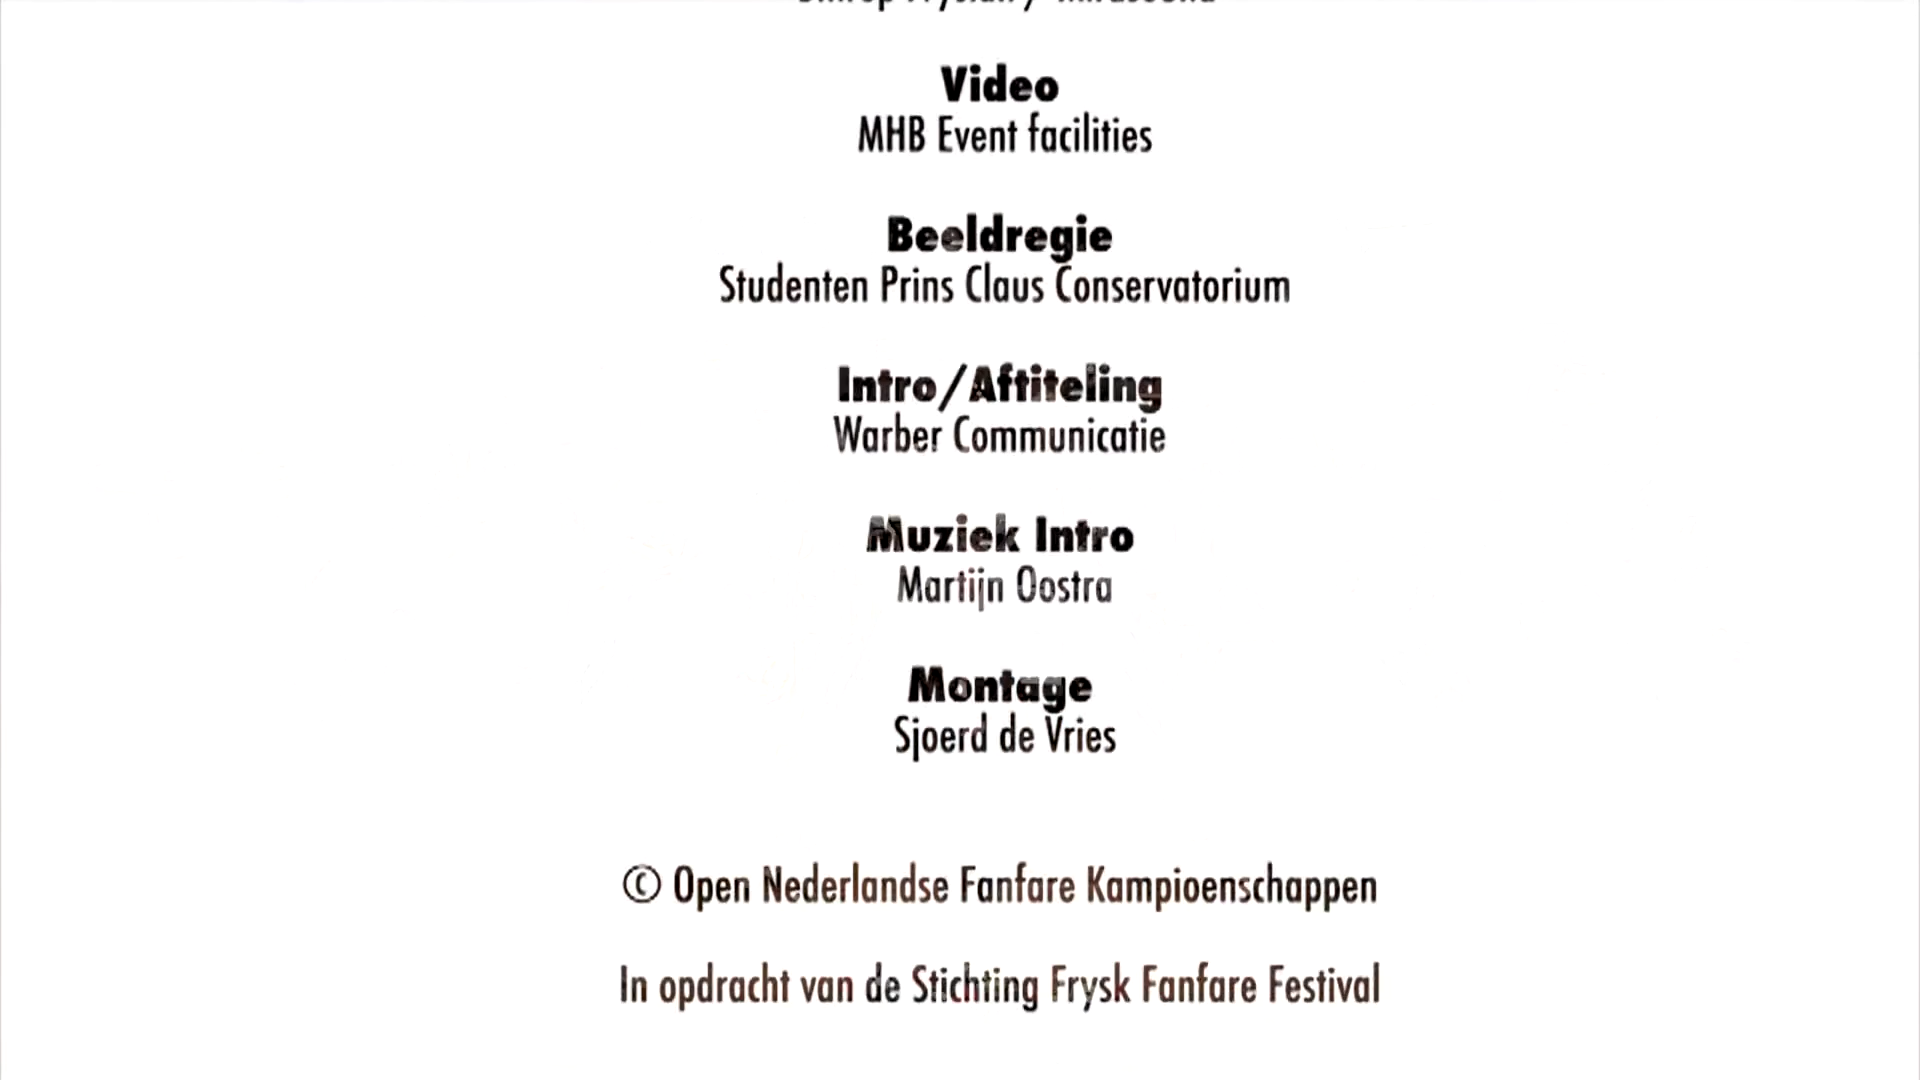 Video
MHB Event facilities
Beeldregie
Studenten Prins Claus Conservatorium
Intro/Aftiteling
Warber Communicatie
Muziek Intro
Martijn Oostra
Montage
Sjoerd de Vries
© Open Nederlandse Fanfare Kampioenschappen
In opdracht van de Stichting Frysk Fanfare Festival